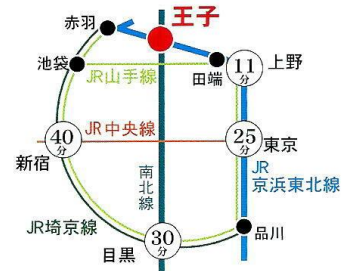 赤羽
王子
池袋
JR山手線
田端
11分
上野
40分
新宿
JR中央線
25分
東京
南北線
JR
京浜東北線
JR埼京線
30分
目黒
品川